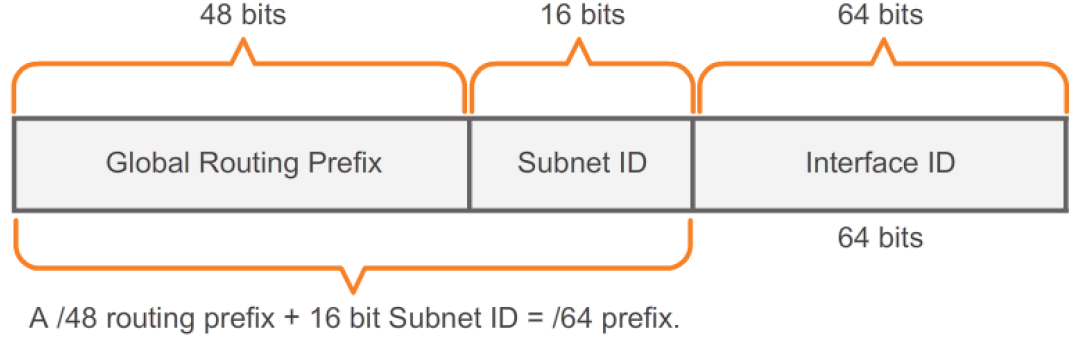 48 bits 16 bits 64 bits
Global Routing Prefix Subnet ID Interface ID
64 bits
A /48 routing prefix + 16 bit Subnet ID = /64 prefix.